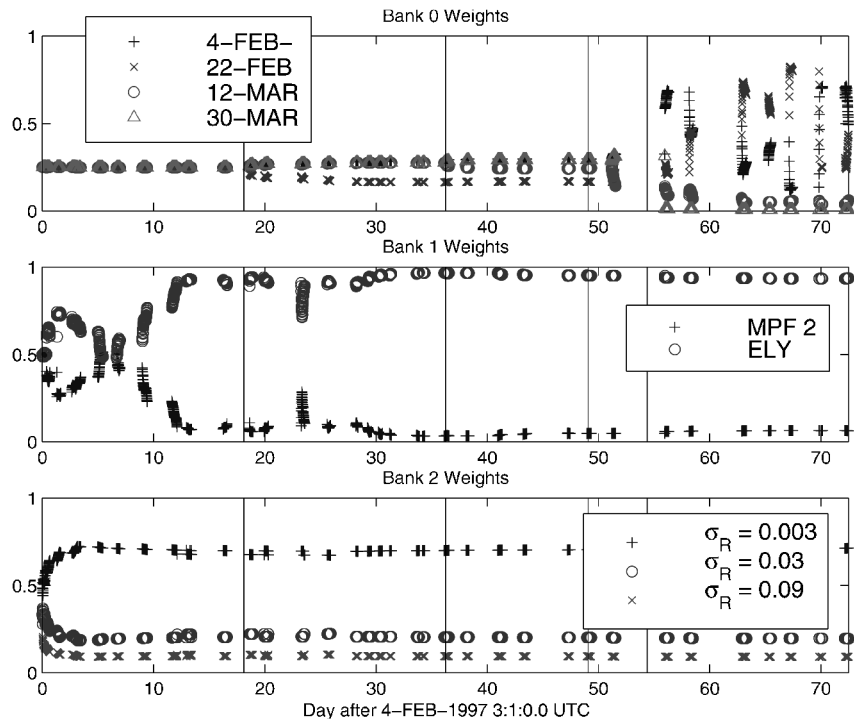 Bank 0 Weights
4-FEB-
22-FEB
12-MAR
30-MAR
1
0.5
0
0 10 20 30 40 50 60 70
Bank 1 Weights
MPF 2
ELY
1
0.5
0
0 10 20 30 40 50 60 70
Bank 2 Weights
σ_R = 0.003
σ_R = 0.03
σ_R = 0.09
1
0.5
0
0 10 20 30 40 50 60 70
Day after 4-FEB-1997 3:1:0.0 UTC